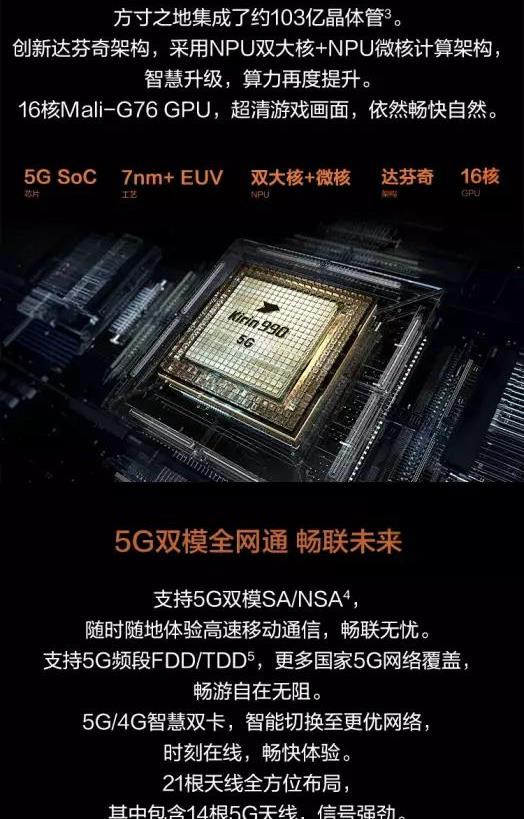 方寸之地集成了约103亿晶体管³。
创新达芬奇架构，采用NPU双大核+NPU微核计算架构，
智慧升级，算力再度提升。
16核Mali-G76 GPU，超清游戏画面，依然畅快自然。
5G SoC 7nm+ EUV 双大核+微核 达芬奇 16核
芯片 工艺 NPU 架构 GPU
Kirin 990
5G
5G双模全网通 畅联未来
支持5G双模SA/NSA⁴，
随时随地体验高速移动通信，畅联无忧。
支持5G频段FDD/TDD⁵，更多国家5G网络覆盖，
畅游自在无阻。
5G/4G智慧双卡，智能切换至更优网络，
时刻在线，畅快体验。
21根天线全方位布局，
其中包含14根5G天线，信号强劲。